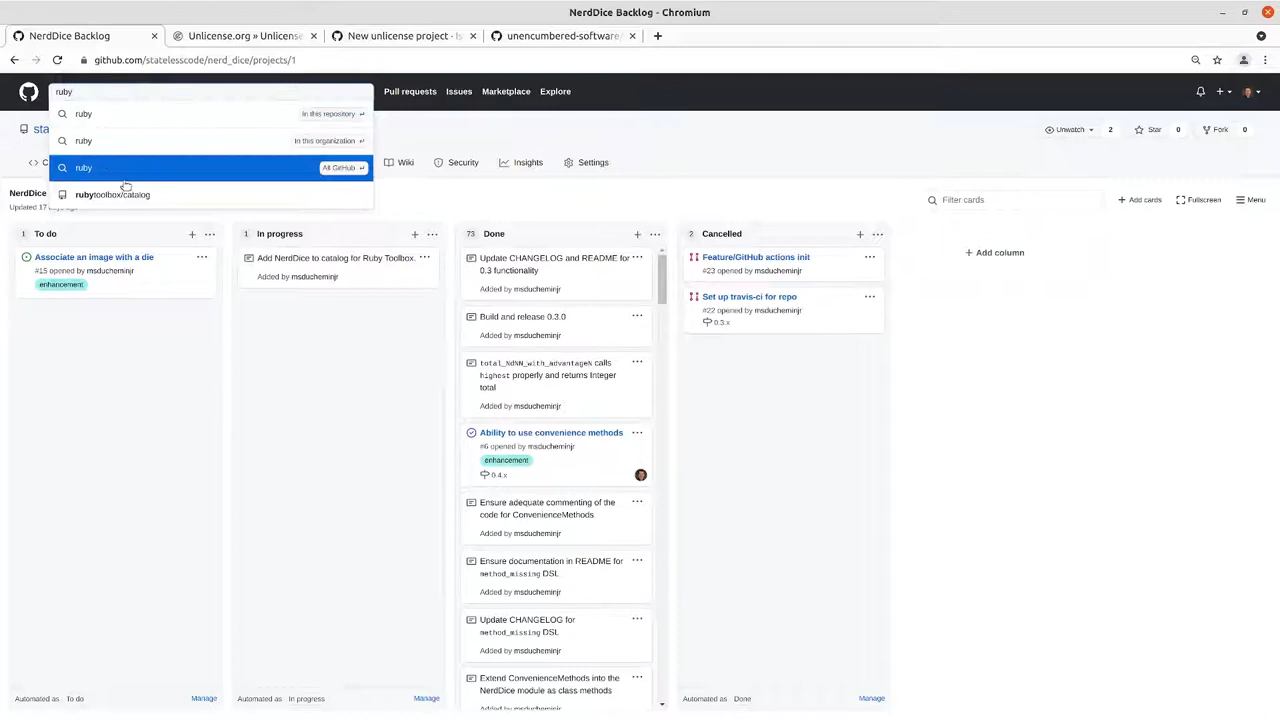 NerdDice Backlog - Chromium
NerdDice Backlog
Unlicense.org » Unlicense
New unlicense project · Is
unencumbered-software/
github.com/statelesscode/nerd_dice/projects/1
ruby
Pull requests
Issues
Marketplace
Explore
ruby
In this repository
ruby
In this organization
ruby
All GitHub
rubytoolbox/catalog
sta
Unwatch
2
Star
0
Fork
0
Wiki
Security
Insights
Settings
NerdDice
Updated 17
Filter cards
Add cards
Fullscreen
Menu
1 To do
Associate an image with a die
#15 opened by msducheminjr
enhancement
Automated as To do
Manage
1 In progress
Add NerdDice to catalog for Ruby Toolbox.
Added by msducheminjr
Automated as In progress
Manage
73 Done
Update CHANGELOG and README for
0.3 functionality
Added by msducheminjr
Build and release 0.3.0
Added by msducheminjr
total_NdNN_with_advantageN calls
highest properly and returns Integer
total
Added by msducheminjr
Ability to use convenience methods
#6 opened by msducheminjr
enhancement
0.4.x
Ensure adequate commenting of the
code for ConvenienceMethods
Added by msducheminjr
Ensure documentation in README for
method_missing DSL
Added by msducheminjr
Update CHANGELOG for
method_missing DSL
Added by msducheminjr
Extend ConvenienceMethods into the
NerdDice module as class methods
Added by msducheminjr
2 Cancelled
Feature/GitHub actions init
#23 opened by msducheminjr
Set up travis-ci for repo
#22 opened by msducheminjr
0.3.x
Automated as Done
Manage
Add column